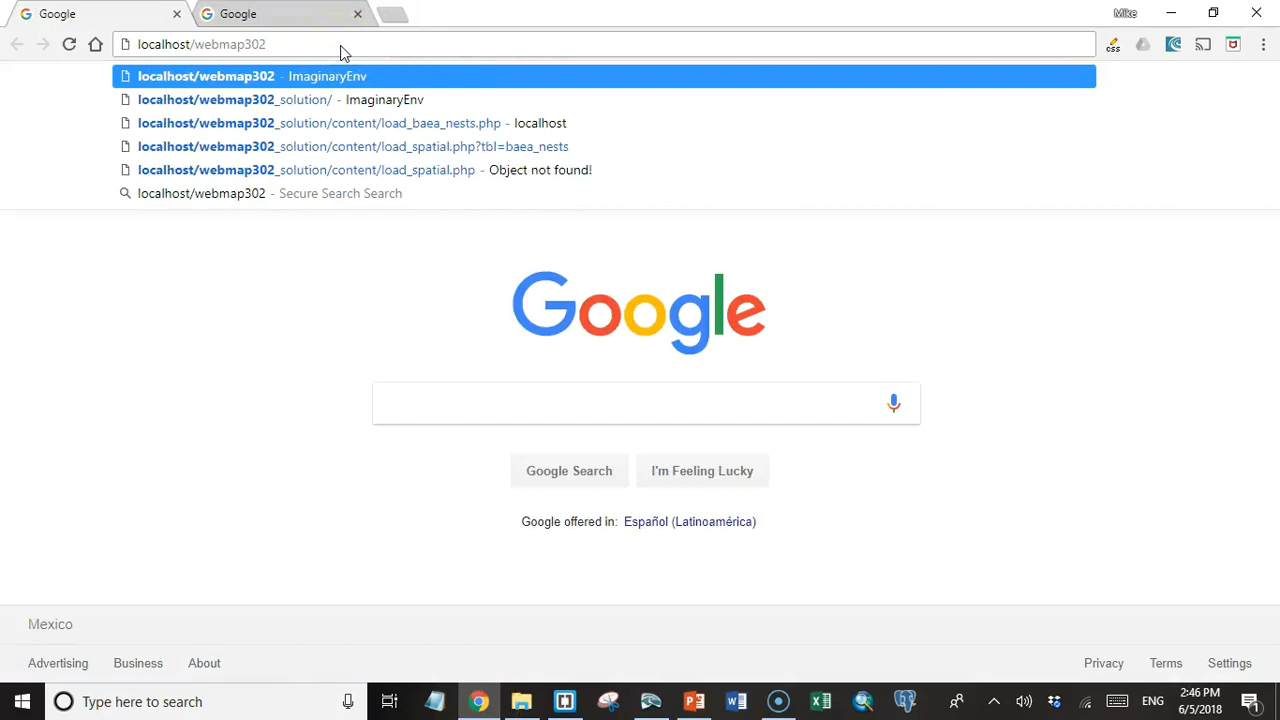 Google
Google
Mike
localhost/webmap302
css
localhost/webmap302 - ImaginaryEnv
localhost/webmap302_solution/ - ImaginaryEnv
localhost/webmap302_solution/content/load_baea_nests.php - localhost
localhost/webmap302_solution/content/load_spatial.php?tbl=baea_nests
localhost/webmap302_solution/content/load_spatial.php - Object not found!
localhost/webmap302 - Secure Search Search
Google
Google Search
I'm Feeling Lucky
Google offered in: Español (Latinoamérica)
Mexico
Advertising
Business
About
Privacy
Terms
Settings
Type here to search
ENG
2:46 PM
6/5/2018
1